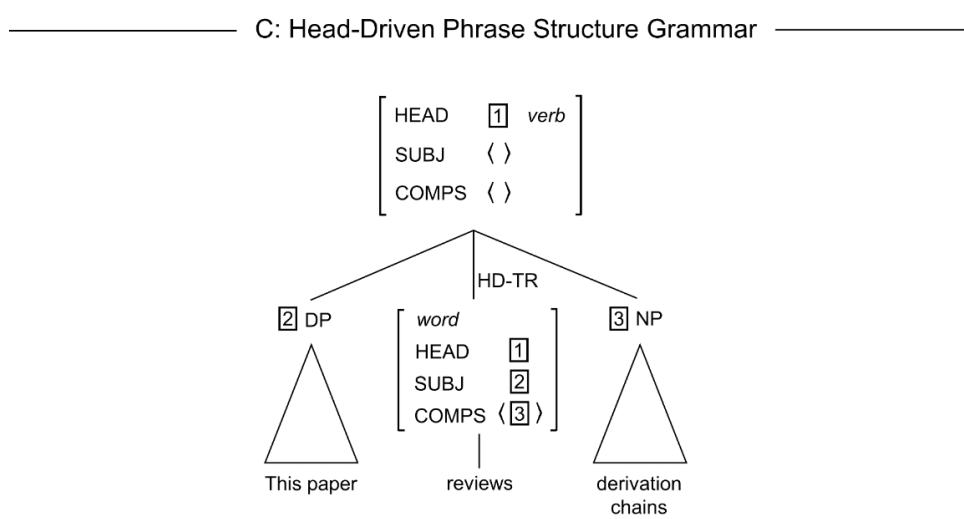 C: Head-Driven Phrase Structure Grammar
HEAD 1 verb
SUBJ ⟨ ⟩
COMPS ⟨ ⟩
HD-TR
2 DP
word
HEAD 1
SUBJ 2
COMPS ⟨ 3 ⟩
3 NP
This paper
reviews
derivation
chains